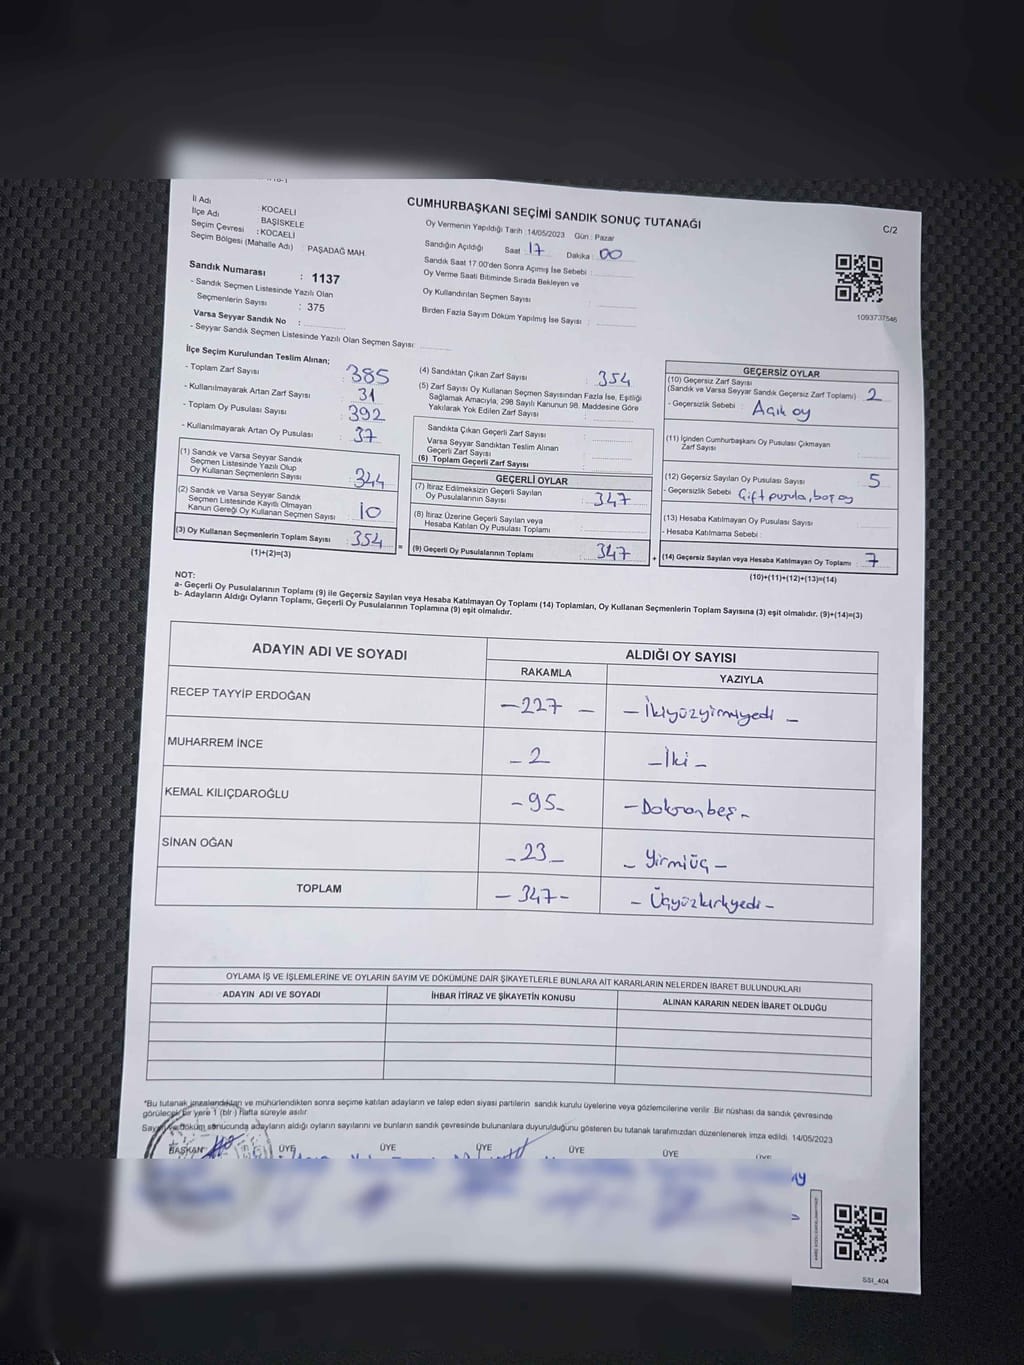 C/2
CUMHURBAŞKANI SEÇİMİ SANDIK SONUÇ TUTANAĞI
İl Adı : KOCAELİ
İlçe Adı : BAŞİSKELE
Seçim Çevresi : KOCAELİ
Seçim Bölgesi (Mahalle Adı) : PAŞADAĞ MAH.
Sandık Numarası : 1137
- Sandık Seçmen Listesinde Yazılı Olan
Seçmenlerin Sayısı : 375
Varsa Seyyar Sandık No :
- Seyyar Sandık Seçmen Listesinde Yazılı Olan Seçmen Sayısı:
Oy Vermenin Yapıldığı Tarih : 14/05/2023 Gün : Pazar
Sandığın Açıldığı Saat : 17 Dakika : 00
Sandık Saat 17.00'den Sonra Açımış İse Sebebi :
Oy Verme Saati Bitiminde Sırada Bekleyen ve
Oy Kullandırılan Seçmen Sayısı :
Birden Fazla Sayım Döküm Yapılmış İse Sayısı :
1093737546
İlçe Seçim Kurulundan Teslim Alınan;
- Toplam Zarf Sayısı : 385
- Kullanılmayarak Artan Zarf Sayısı : 31
- Toplam Oy Pusulası Sayısı : 392
- Kullanılmayarak Artan Oy Pusulası : 37
(1) Sandık ve Varsa Seyyar Sandık
Seçmen Listesinde Yazılı Olup
Oy Kullanan Seçmenlerin Sayısı : 344
(2) Sandık ve Varsa Seyyar Sandık
Seçmen Listesinde Kayıtlı Olmayan
Kanun Gereği Oy Kullanan Seçmen Sayısı : 10
(3) Oy Kullanan Seçmenlerin Toplam Sayısı : 354
(1)+(2)=(3)
(4) Sandıktan Çıkan Zarf Sayısı : 354
(5) Zarf Sayısı Oy Kullanan Seçmen Sayısından Fazla İse, Eşitliği
Sağlamak Amacıyla, 298 Sayılı Kanunun 98. Maddesine Göre
Yakılarak Yok Edilen Zarf Sayısı :
Sandıkta Çıkan Geçerli Zarf Sayısı :
Varsa Seyyar Sandıktan Teslim Alınan
Geçerli Zarf Sayısı :
(6) Toplam Geçerli Zarf Sayısı :
GEÇERLİ OYLAR
(7) İtiraz Edilmeksizin Geçerli Sayılan
Oy Pusulalarının Sayısı : 347
(8) İtiraz Üzerine Geçerli Sayılan veya
Hesaba Katılan Oy Pusulası Toplamı :
= (9) Geçerli Oy Pusulalarının Toplamı : 347
GEÇERSİZ OYLAR
(10) Geçersiz Zarf Sayısı
(Sandık ve Varsa Seyyar Sandık Geçersiz Zarf Toplamı) : 2
- Geçersizlik Sebebi : Açık oy
(11) İçinden Cumhurbaşkanı Oy Pusulası Çıkmayan
Zarf Sayısı :
(12) Geçersiz Sayılan Oy Pusulası Sayısı : 5
- Geçersizlik Sebebi : Çift pusula, boş oy
(13) Hesaba Katılmayan Oy Pusulası Sayısı :
- Hesaba Katılmama Sebebi :
+ (14) Geçersiz Sayılan veya Hesaba Katılmayan Oy Toplamı : 7
(10)+(11)+(12)+(13)=(14)
NOT:
a- Geçerli Oy Pusulalarının Toplamı (9) ile Geçersiz Sayılan veya Hesaba Katılmayan Oy Toplamı (14) Toplamları, Oy Kullanan Seçmenlerin Toplam Sayısına (3) eşit olmalıdır. (9)+(14)=(3)
b- Adayların Aldığı Oyların Toplamı, Geçerli Oy Pusulalarının Toplamına (9) eşit olmalıdır.
ADAYIN ADI VE SOYADI ALDIĞI OY SAYISI
RAKAMLA YAZIYLA
RECEP TAYYİP ERDOĞAN - 227 - - İkiyüzyirmiyedi -
MUHARREM İNCE - 2 - İki -
KEMAL KILIÇDAROĞLU - 95 - - Doksanbeş -
SİNAN OĞAN - 23 - - Yirmiüç -
TOPLAM - 347 - - Üçyüzkırkyedi -
OYLAMA İŞ VE İŞLEMLERİNE VE OYLARIN SAYIM VE DÖKÜMÜNE DAİR ŞİKAYETLERLE BUNLARA AİT KARARLARIN NELERDEN İBARET BULUNDUKLARI
ADAYIN ADI VE SOYADI İHBAR İTİRAZ VE ŞİKAYETİN KONUSU ALINAN KARARIN NEDEN İBARET OLDUĞU
*Bu tutanak imzalandıktan ve mühürlendikten sonra seçime katılan adayların ve talep eden siyasi partilerin sandık kurulu üyelerine veya gözlemcilerine verilir. Bir nüshası da sandık çevresinde
görülecek bir yere 1 (bir) hafta süreyle asılır.
Sayım ve döküm sonucunda adayların aldığı oyların sayılarını ve bunların sandık çevresinde bulunanlara duyurulduğunu gösteren bu tutanak tarafımızdan düzenlenerek imza edildi. 14/05/2023
BAŞKAN ÜYE ÜYE ÜYE ÜYE ÜYE ÜYE
SSI_404